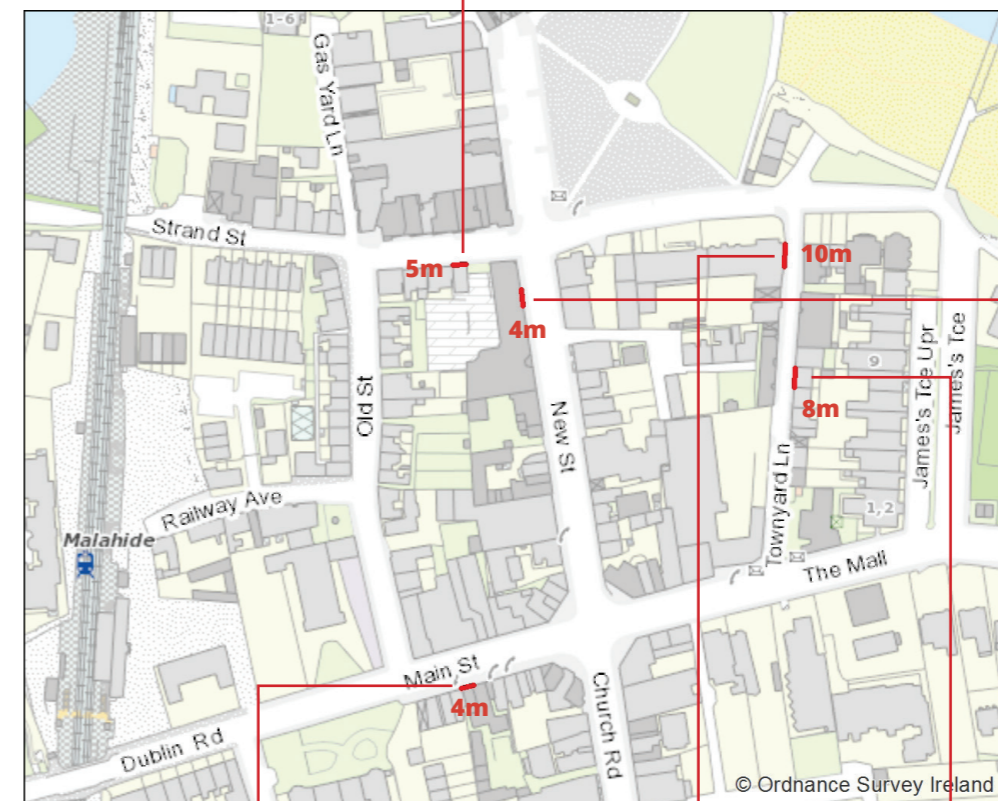 1-6
Gas Yard Ln
Strand St
5m
10m
4m
9
James's Tce Upr
James's Tce
Old St
New St
8m
Townyard Ln
1,2
Railway Ave
Malahide
The Mall
Main St
4m
Church Rd
Dublin Rd
© Ordnance Survey Ireland